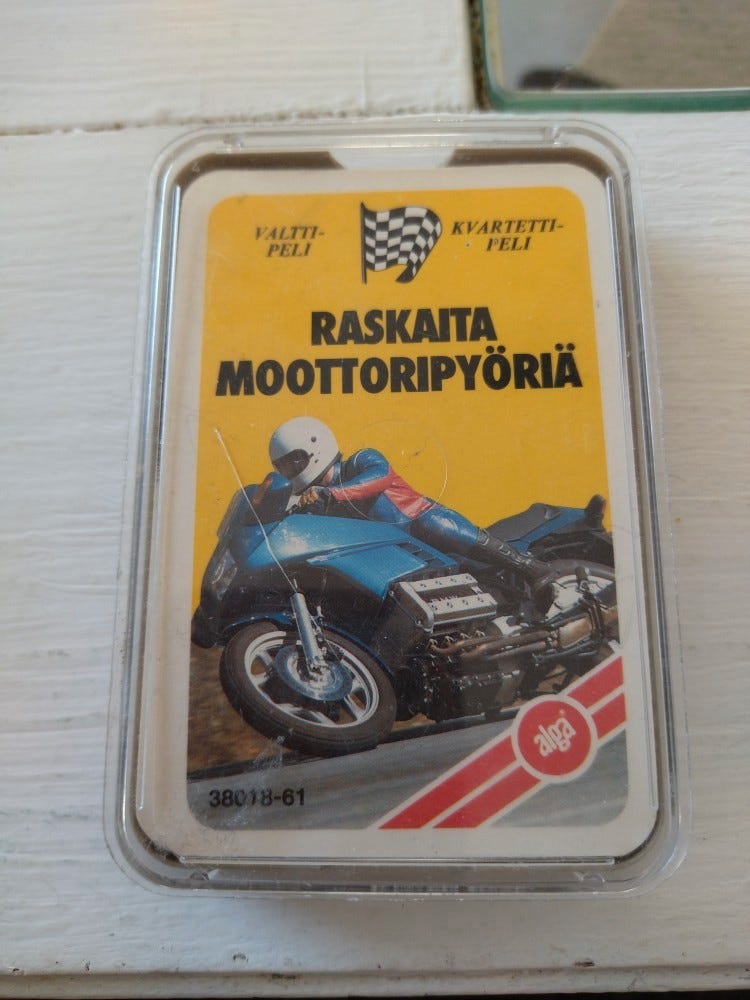 VALTTI-
PELI
KVARTETTI-
PELI
RASKAITA
MOOTTORIPYÖRIÄ
alga
38018-61